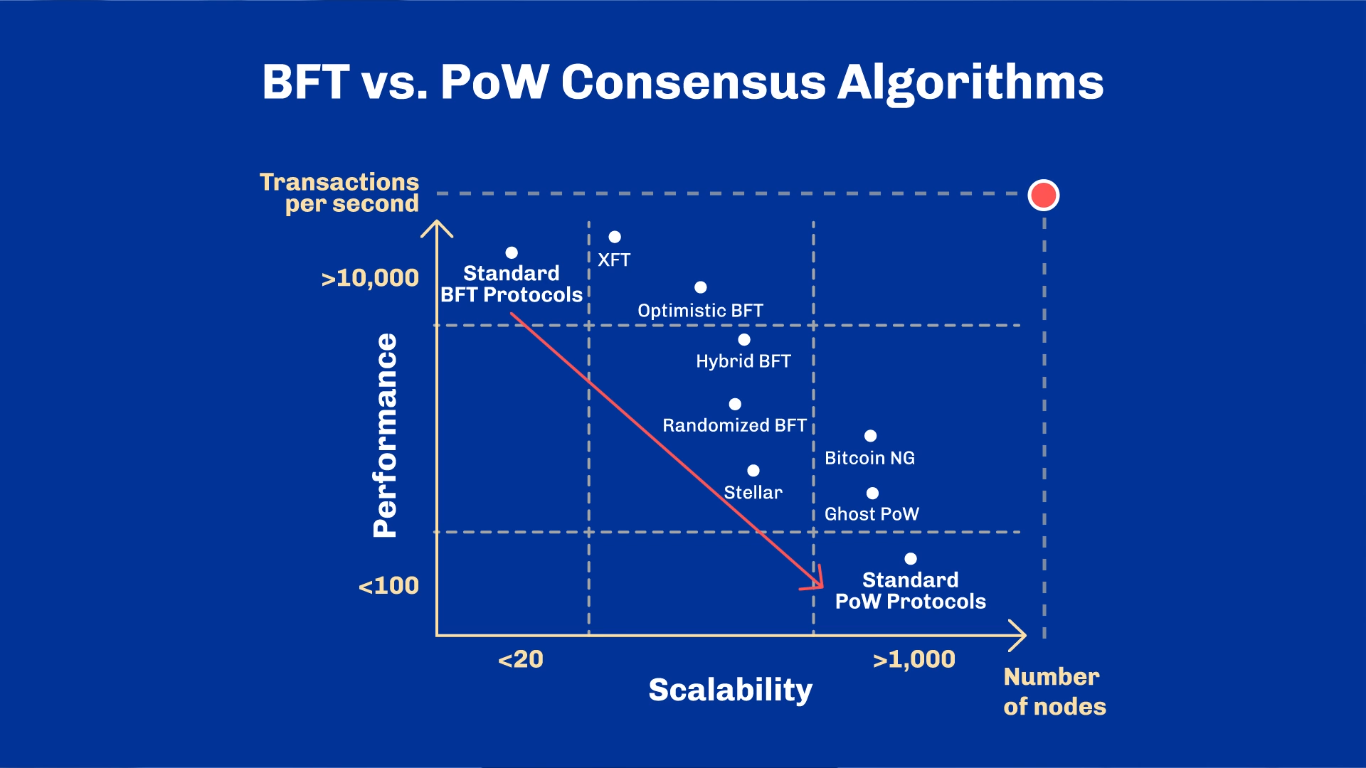 BFT vs. PoW Consensus Algorithms
Transactions
per second
>10,000
Performance
<100
XFT
Standard
BFT Protocols
Optimistic BFT
Hybrid BFT
Randomized BFT
Bitcoin NG
Stellar
Ghost PoW
Standard
PoW Protocols
<20
>1,000
Scalability
Number
of nodes